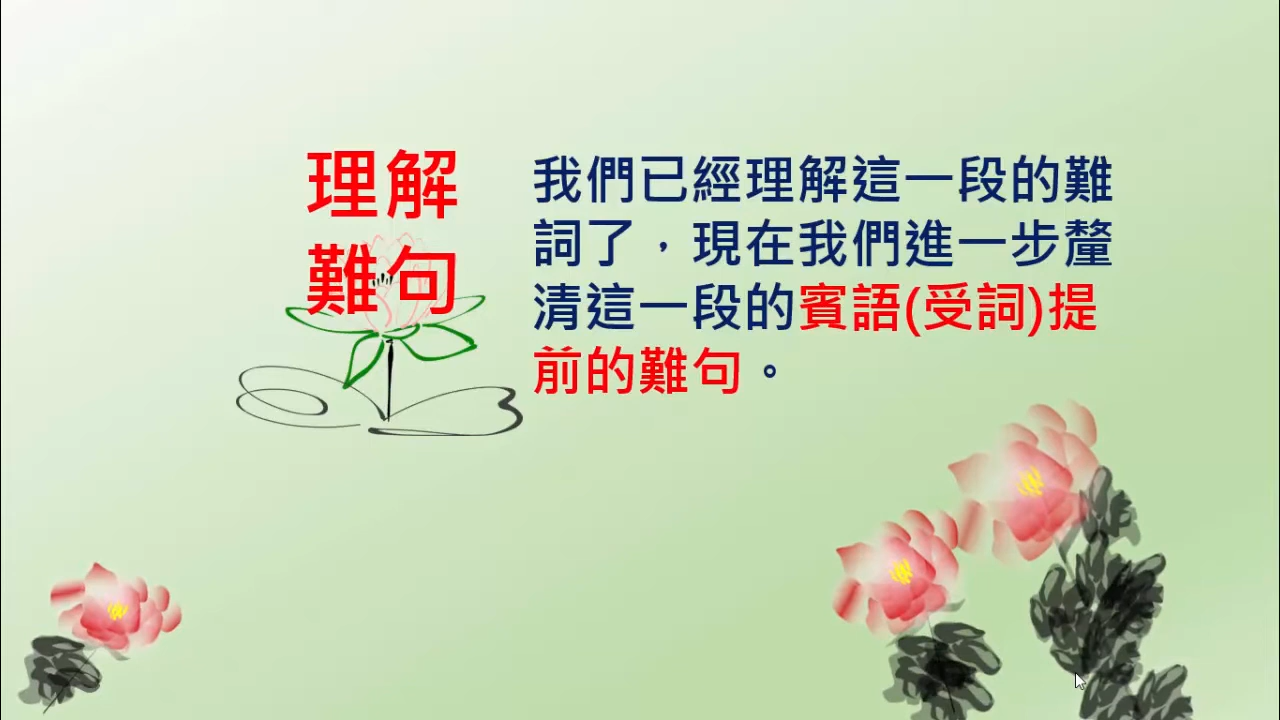 理解
難句
我們已經理解這一段的難
詞了，現在我們進一步釐
清這一段的賓語(受詞)提
前的難句。